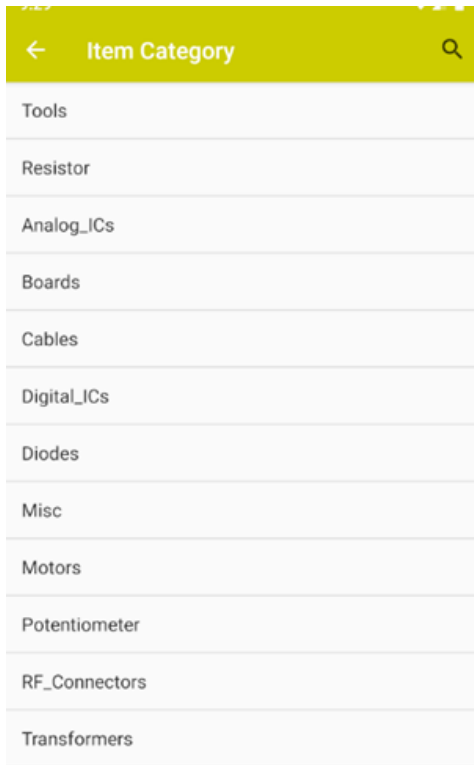 Item Category
Tools
Resistor
Analog_ICs
Boards
Cables
Digital_ICs
Diodes
Misc
Motors
Potentiometer
RF_Connectors
Transformers